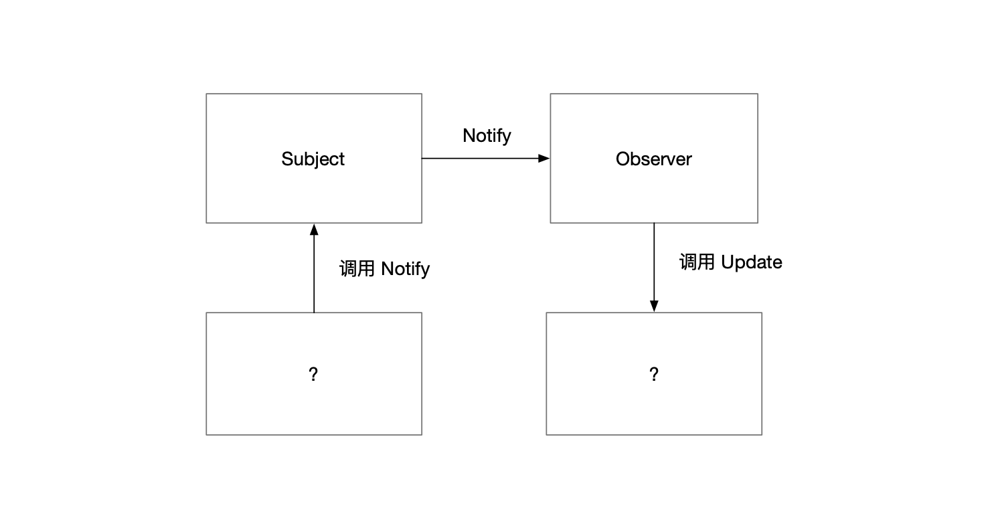 Subject
Notify
Observer
调用 Notify
调用 Update
?
?